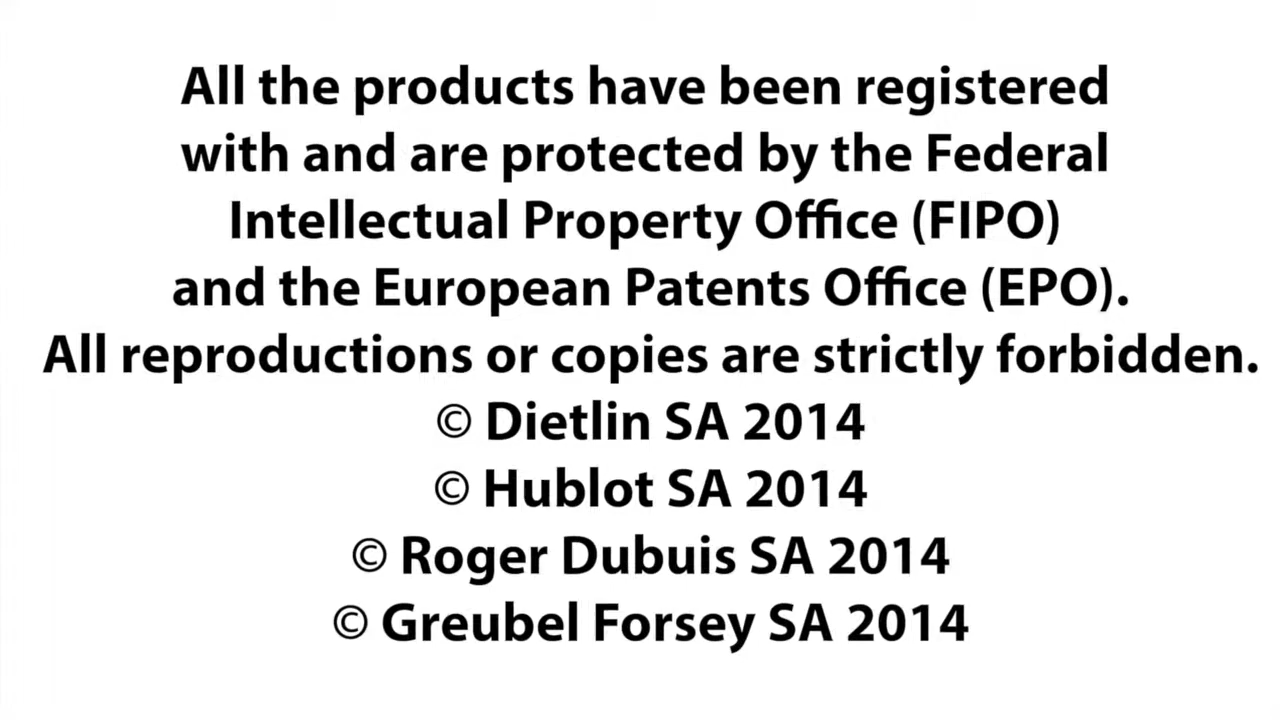 All the products have been registered
with and are protected by the Federal
Intellectual Property Office (FIPO)
and the European Patents Office (EPO).
All reproductions or copies are strictly forbidden.
© Dietlin SA 2014
© Hublot SA 2014
© Roger Dubuis SA 2014
© Greubel Forsey SA 2014